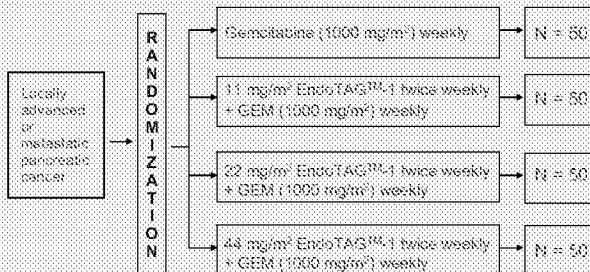 Locally
advanced
or
metastatic
pancreatic
cancer
RANDOMIZATION
Gemcitabine (1000 mg/m²) weekly
N = 50
11 mg/m² EndoTAG™-1 twice weekly
+ GEM (1000 mg/m²) weekly
N = 50
22 mg/m² EndoTAG™-1 twice weekly
+ GEM (1000 mg/m²) weekly
N = 50
44 mg/m² EndoTAG™-1 twice weekly
+ GEM (1000 mg/m²) weekly
N = 50